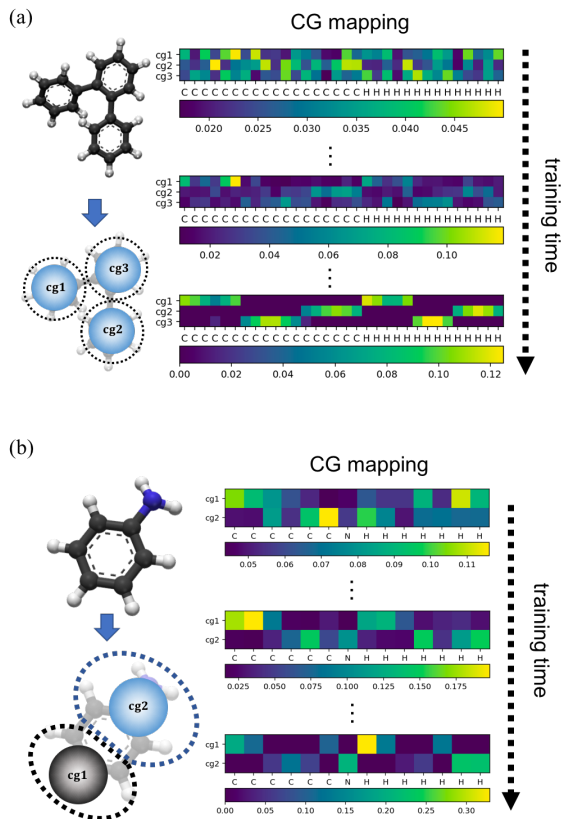 (a)
CG mapping
cg1
cg2
cg3
C C C C C C C C C C C C C C C C C C H H H H H H H H H H H H H H
0.020 0.025 0.030 0.035 0.040 0.045
cg1
cg2
cg3
C C C C C C C C C C C C C C C C C C H H H H H H H H H H H H H H
0.02 0.04 0.06 0.08 0.10
cg1
cg2
cg3
C C C C C C C C C C C C C C C C C C H H H H H H H H H H H H H H
0.00 0.02 0.04 0.06 0.08 0.10 0.12
training time
cg1
cg3
cg2
(b)
CG mapping
cg1
cg2
C C C C C C N H H H H H H H
0.05 0.06 0.07 0.08 0.09 0.10 0.11
cg1
cg2
C C C C C C N H H H H H H H
0.025 0.050 0.075 0.100 0.125 0.150 0.175
cg1
cg2
C C C C C C N H H H H H H H
0.00 0.05 0.10 0.15 0.20 0.25 0.30
training time
cg2
cg1